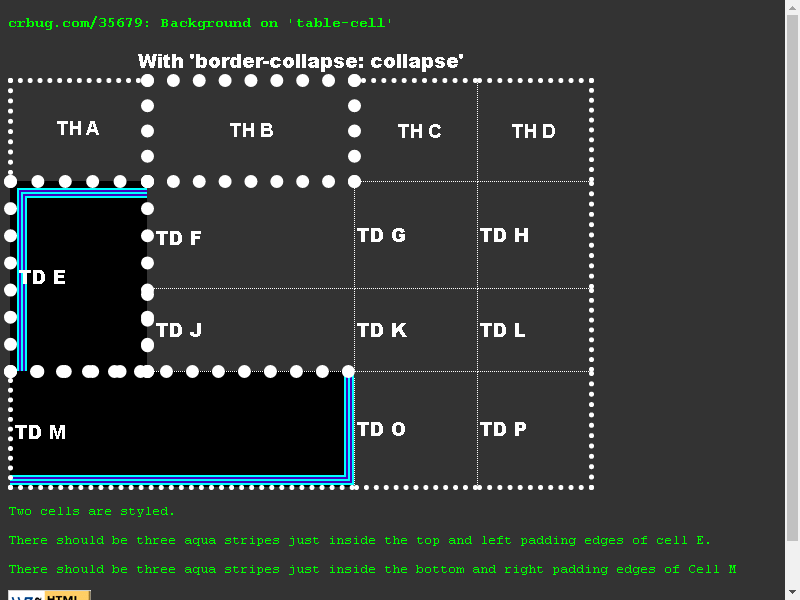 crbug.com/35679: Background on 'table-cell'
With 'border-collapse: collapse'
TH A TH B TH C TH D
TD E TD F TD G TD H
TD J TD K TD L
TD M TD O TD P
Two cells are styled.
There should be three aqua stripes just inside the top and left padding edges of cell E.
There should be three aqua stripes just inside the bottom and right padding edges of Cell M
HTML